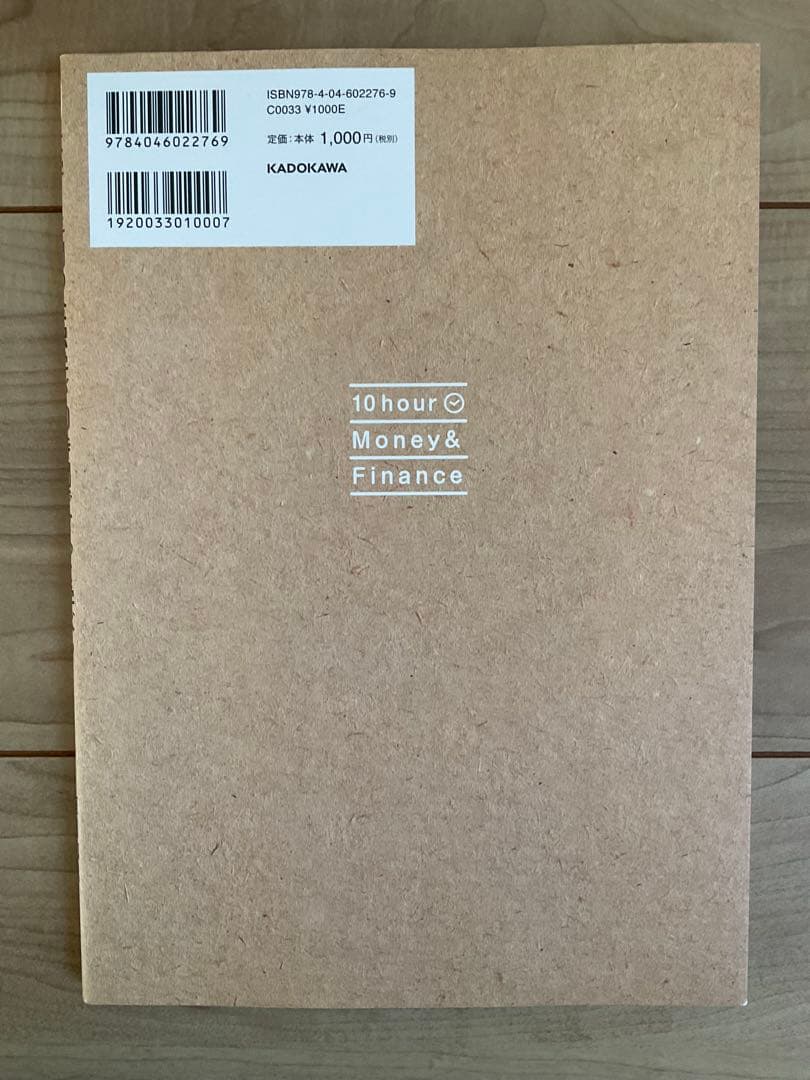 ISBN978-4-04-602276-9
C0033 ¥1000E
定価：本体 1,000円（税別）
KADOKAWA
9784046022769
1920033010007
10 hour
Money&
Finance